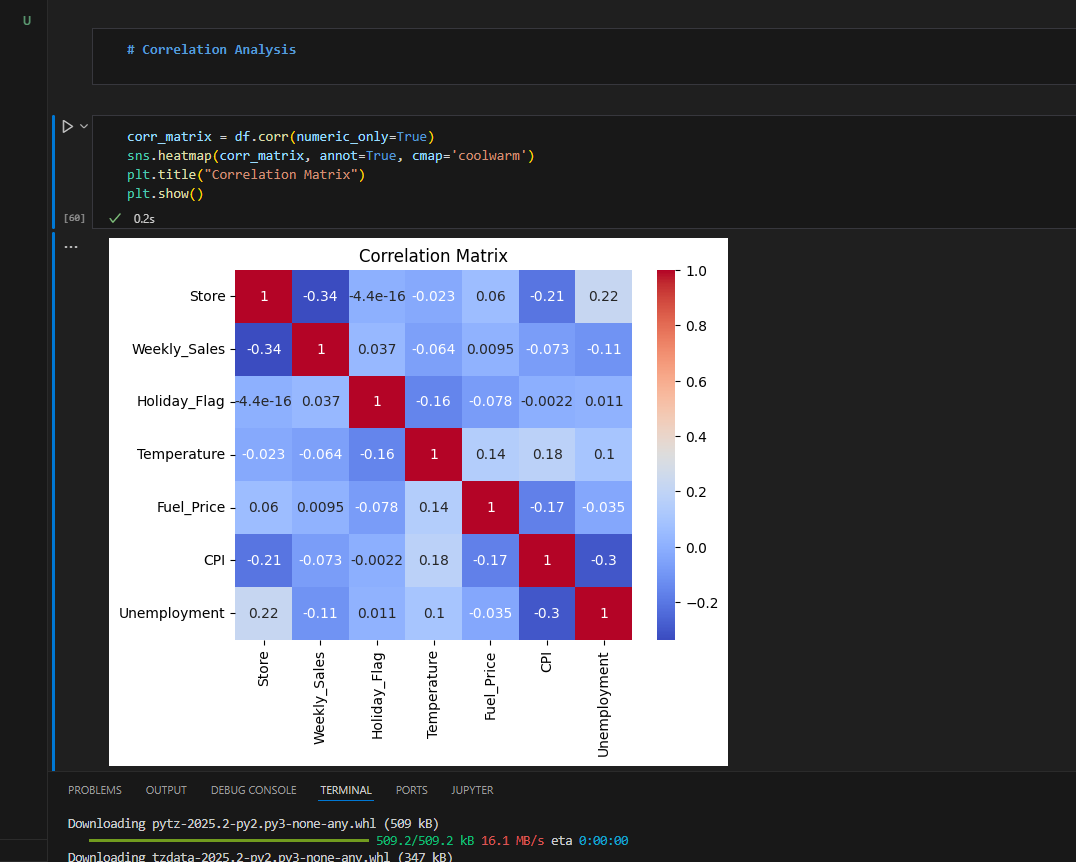 U
# Correlation Analysis
corr_matrix = df.corr(numeric_only=True)
sns.heatmap(corr_matrix, annot=True, cmap='coolwarm')
plt.title("Correlation Matrix")
plt.show()
[60] 0.2s
...
Correlation Matrix
Store 1 -0.34 -4.4e-16 -0.023 0.06 -0.21 0.22
Weekly_Sales -0.34 1 0.037 -0.064 0.0095 -0.073 -0.11
Holiday_Flag -4.4e-16 0.037 1 -0.16 -0.078 -0.0022 0.011
Temperature -0.023 -0.064 -0.16 1 0.14 0.18 0.1
Fuel_Price 0.06 0.0095 -0.078 0.14 1 -0.17 -0.035
CPI -0.21 -0.073 -0.0022 0.18 -0.17 1 -0.3
Unemployment 0.22 -0.11 0.011 0.1 -0.035 -0.3 1
Store Weekly_Sales Holiday_Flag Temperature Fuel_Price CPI Unemployment
1.0
0.8
0.6
0.4
0.2
0.0
−0.2
PROBLEMS OUTPUT DEBUG CONSOLE TERMINAL PORTS JUPYTER
Downloading pytz-2025.2-py2.py3-none-any.whl (509 kB)
509.2/509.2 kB 16.1 MB/s eta 0:00:00
Downloading tzdata-2025.2-py2.py3-none-any.whl (347 kB)